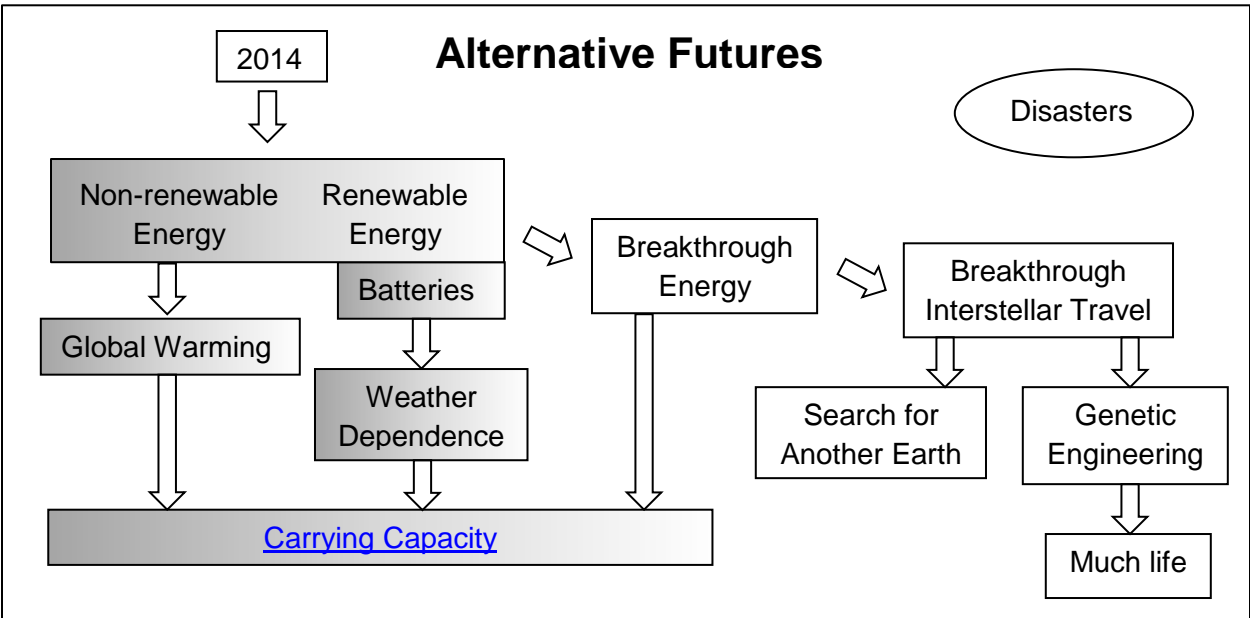 2014
Alternative Futures
Disasters
Non-renewable
Energy
Renewable
Energy
Batteries
Breakthrough
Energy
Breakthrough
Interstellar Travel
Global Warming
Weather
Dependence
Search for
Another Earth
Genetic
Engineering
Carrying Capacity
Much life